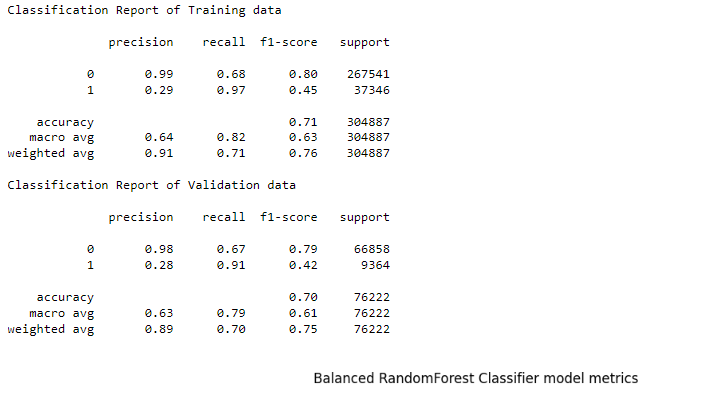 Classification Report of Training data
precision recall f1-score support
0 0.99 0.68 0.80 267541
1 0.29 0.97 0.45 37346
accuracy 0.71 304887
macro avg 0.64 0.82 0.63 304887
weighted avg 0.91 0.71 0.76 304887
Classification Report of Validation data
precision recall f1-score support
0 0.98 0.67 0.79 66858
1 0.28 0.91 0.42 9364
accuracy 0.70 76222
macro avg 0.63 0.79 0.61 76222
weighted avg 0.89 0.70 0.75 76222
Balanced RandomForest Classifier model metrics